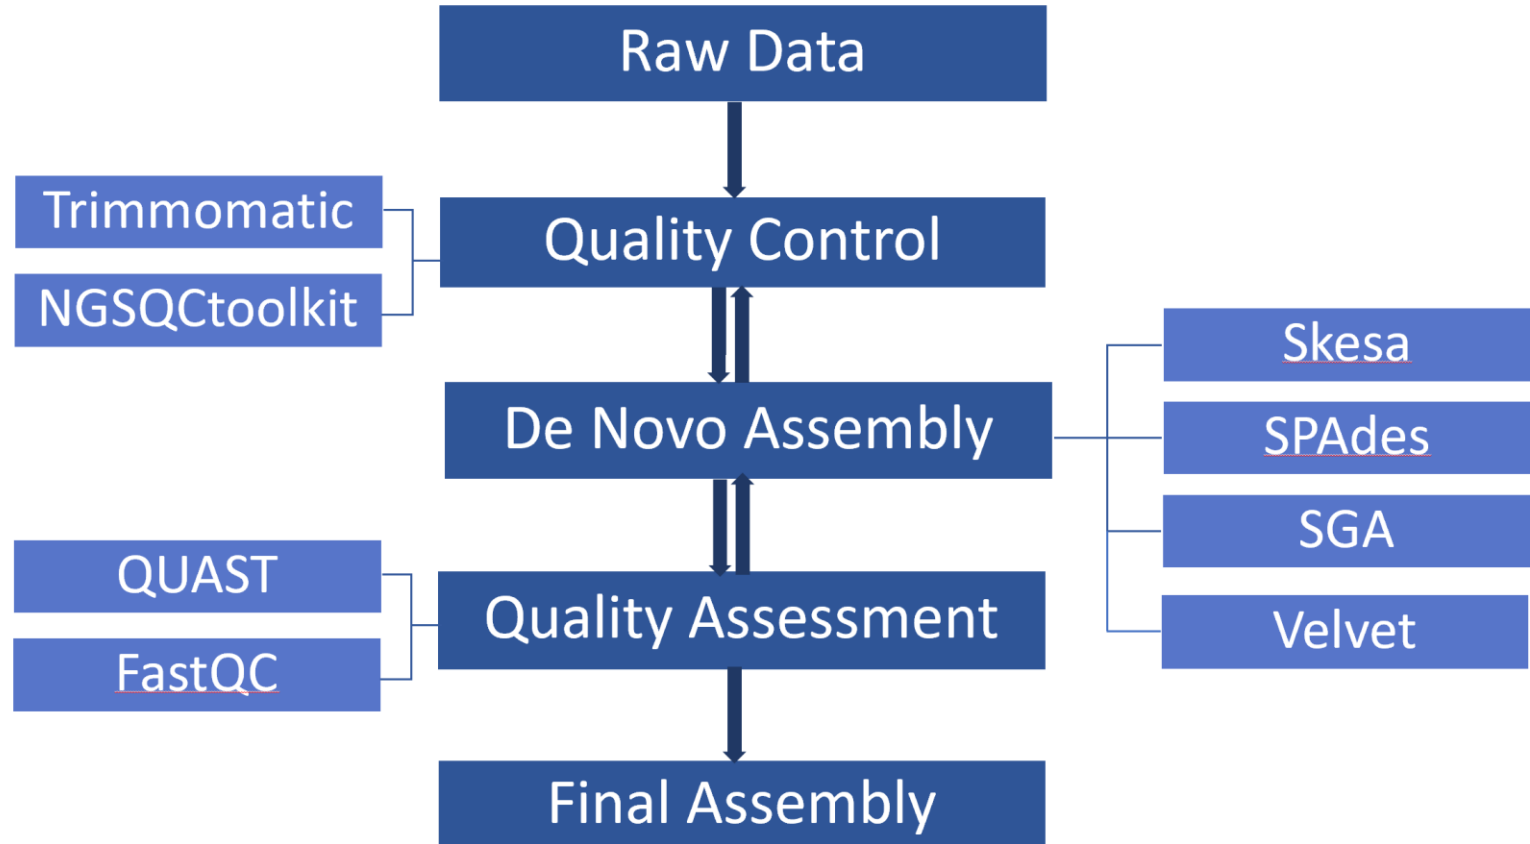 Raw Data
Trimmomatic
Quality Control
NGSQCtoolkit
Skesa
De Novo Assembly
SPAdes
SGA
QUAST
Quality Assessment
Velvet
FastQC
Final Assembly